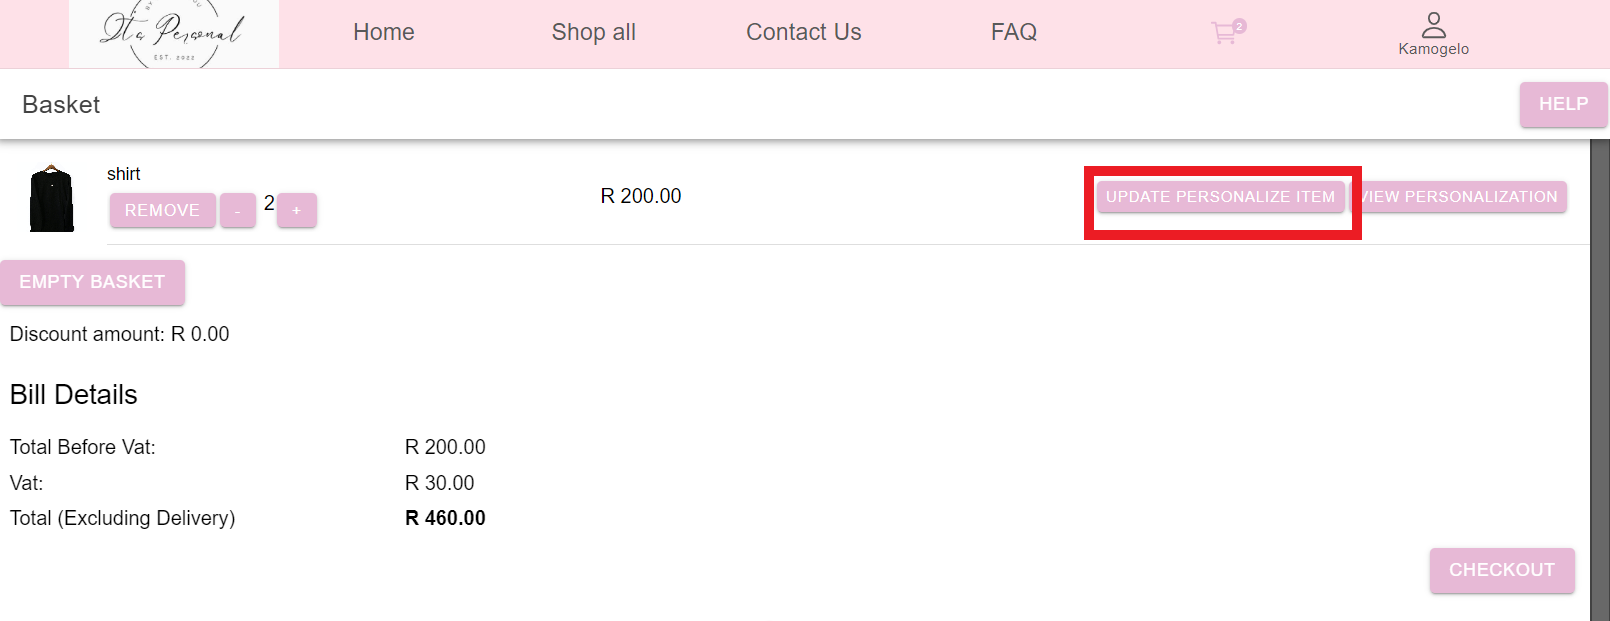 It's Personal
EST. 2022
Home
Shop all
Contact Us
FAQ
2
Kamogelo
Basket
HELP
shirt
REMOVE - 2 +
R 200.00
UPDATE PERSONALIZE ITEM
VIEW PERSONALIZATION
EMPTY BASKET
Discount amount: R 0.00
Bill Details
Total Before Vat: R 200.00
Vat: R 30.00
Total (Excluding Delivery) R 460.00
CHECKOUT